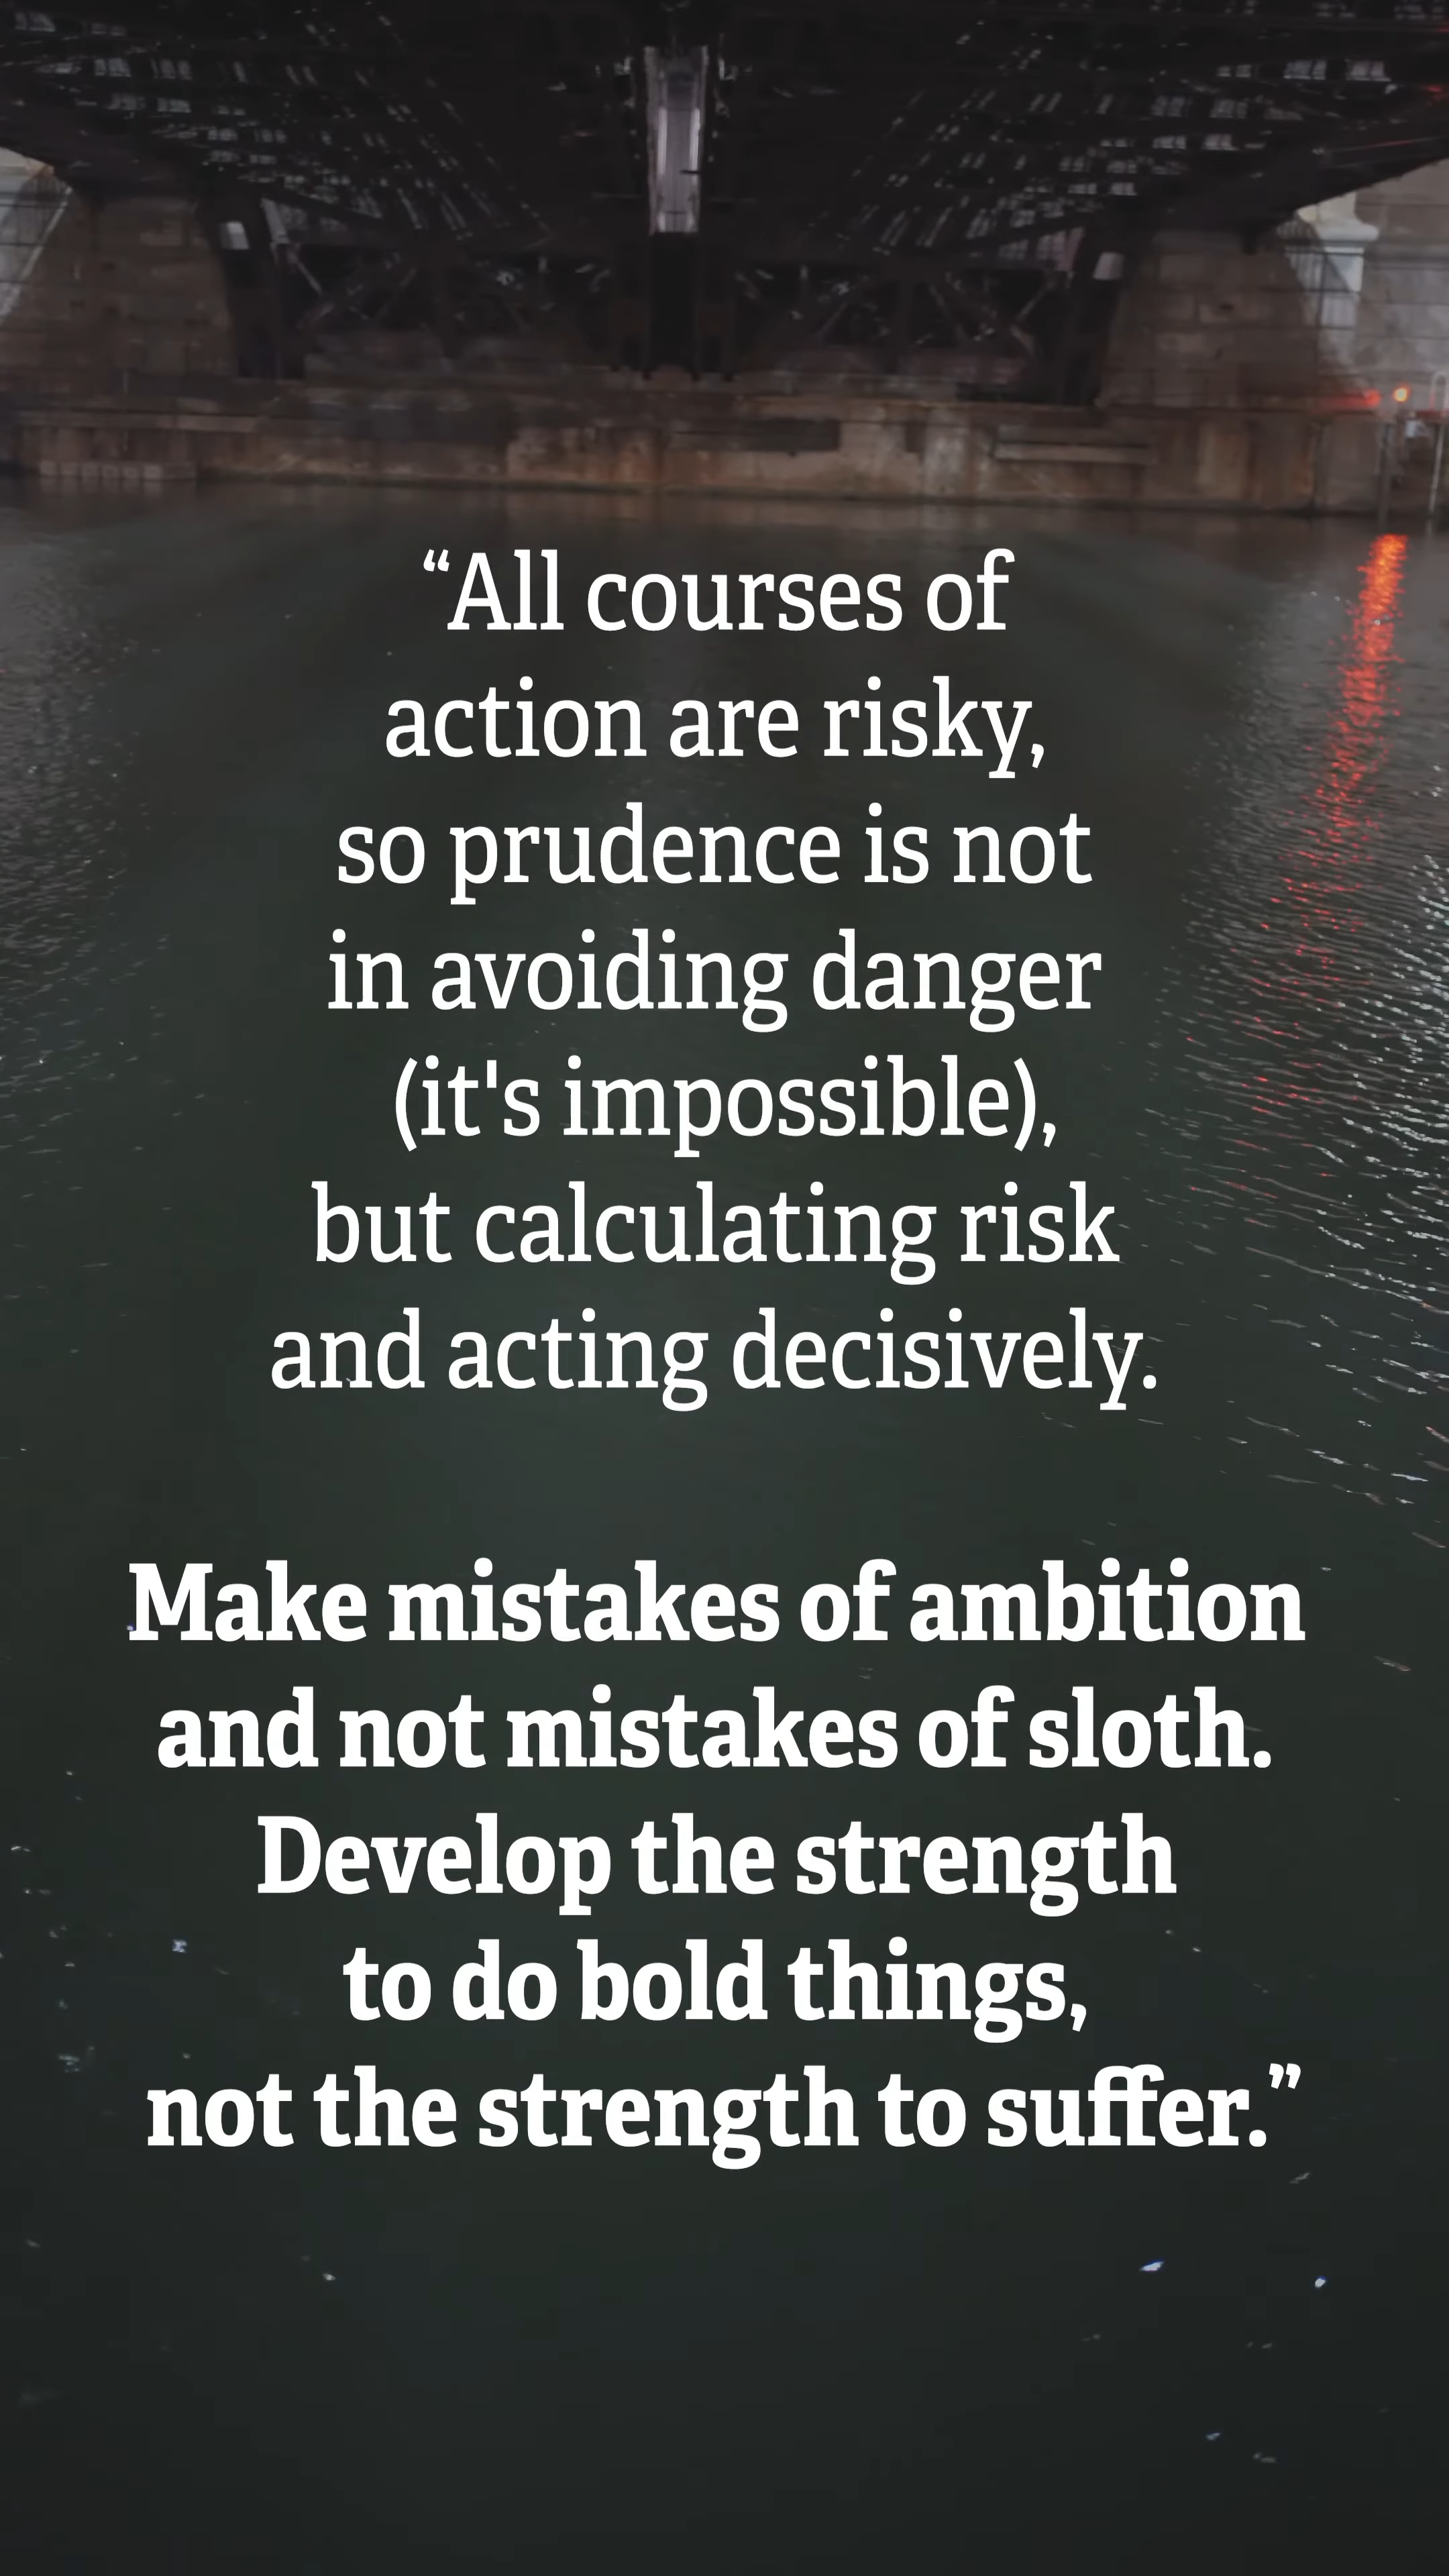 “All courses of
action are risky,
so prudence is not
in avoiding danger
(it's impossible),
but calculating risk
and acting decisively.
Make mistakes of ambition
and not mistakes of sloth.
Develop the strength
to do bold things,
not the strength to suffer.”